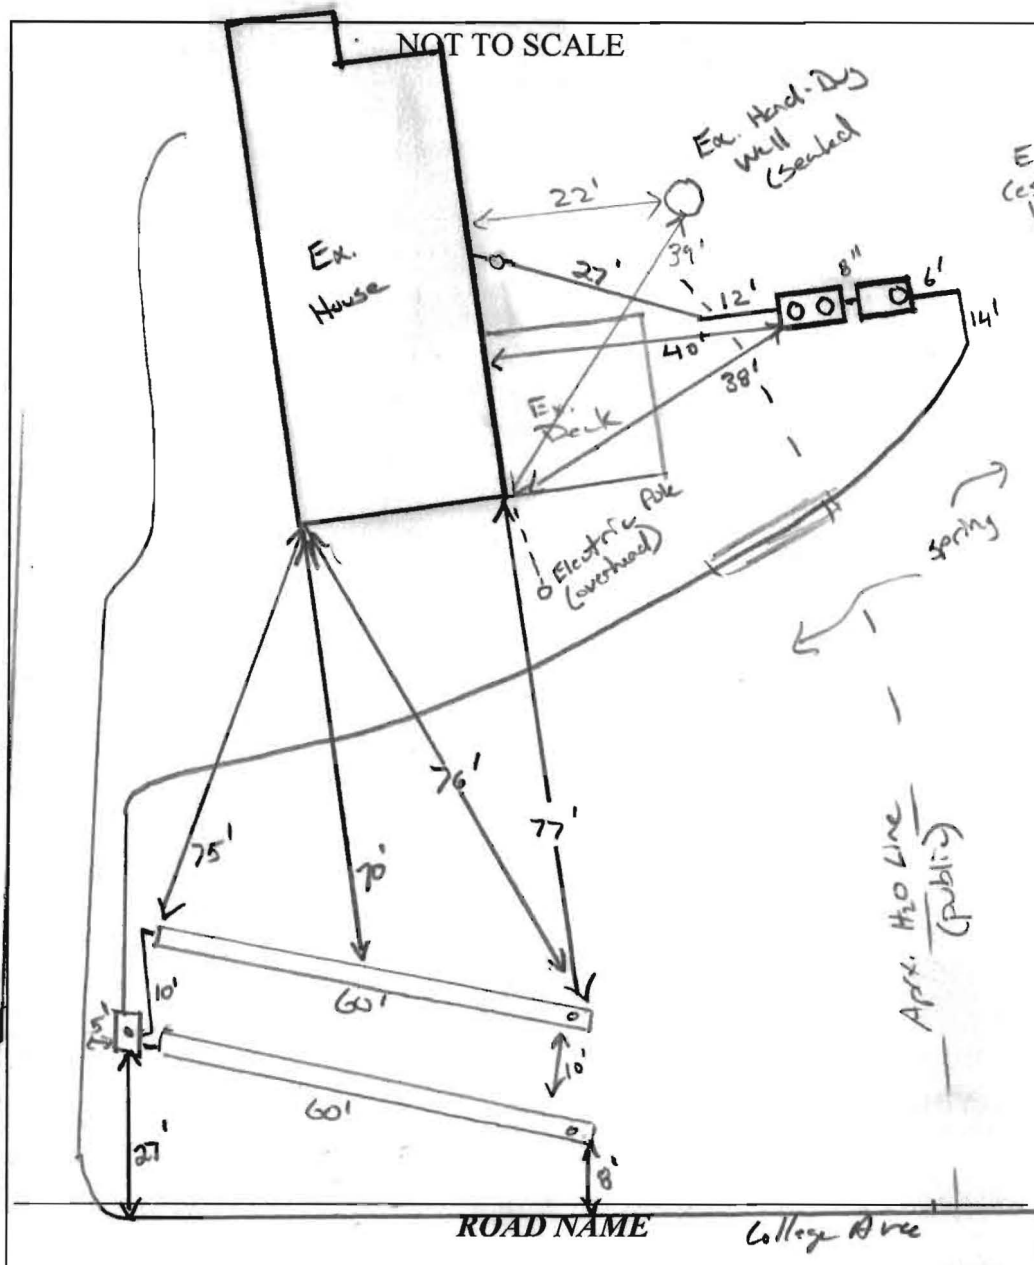 NOT TO SCALE
Ex. Hand-Dug
Well
(Sealed
E
22'
39'
Ex.
House
27'
12'
8"
6'
14'
40'
38'
Ex.
Deck
Electric Pole
(overhead)
Spring
75'
70'
76'
77'
Apx. H2O Line
(public)
10'
60'
5'
10'
60'
27'
8'
ROAD NAME
College Avee